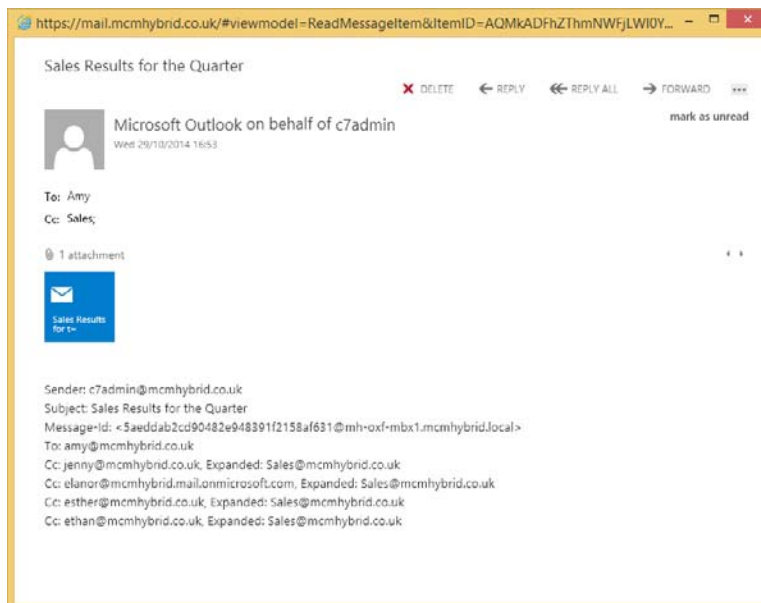 https://mail.mcmhybrid.co.uk/#viewmodel=ReadMessageItem&ItemID=AQMkADFhZThmNWFjLWI0Y...
Sales Results for the Quarter
DELETE REPLY REPLY ALL FORWARD
Microsoft Outlook on behalf of c7admin
mark as unread
Wed 29/10/2014 16:53
To: Amy
Cc: Sales;
1 attachment
Sales Results
for t=
Sender: c7admin@mcmhybrid.co.uk
Subject: Sales Results for the Quarter
Message-Id: <5aeddab2cd90482e948391f2158af631@mh-oxf-mbx1.mcmhybrid.local>
To: amy@mcmhybrid.co.uk
Cc: jenny@mcmhybrid.co.uk, Expanded: Sales@mcmhybrid.co.uk
Cc: elanor@mcmhybrid.mail.onmicrosoft.com, Expanded: Sales@mcmhybrid.co.uk
Cc: esther@mcmhybrid.co.uk, Expanded: Sales@mcmhybrid.co.uk
Cc: ethan@mcmhybrid.co.uk, Expanded: Sales@mcmhybrid.co.uk